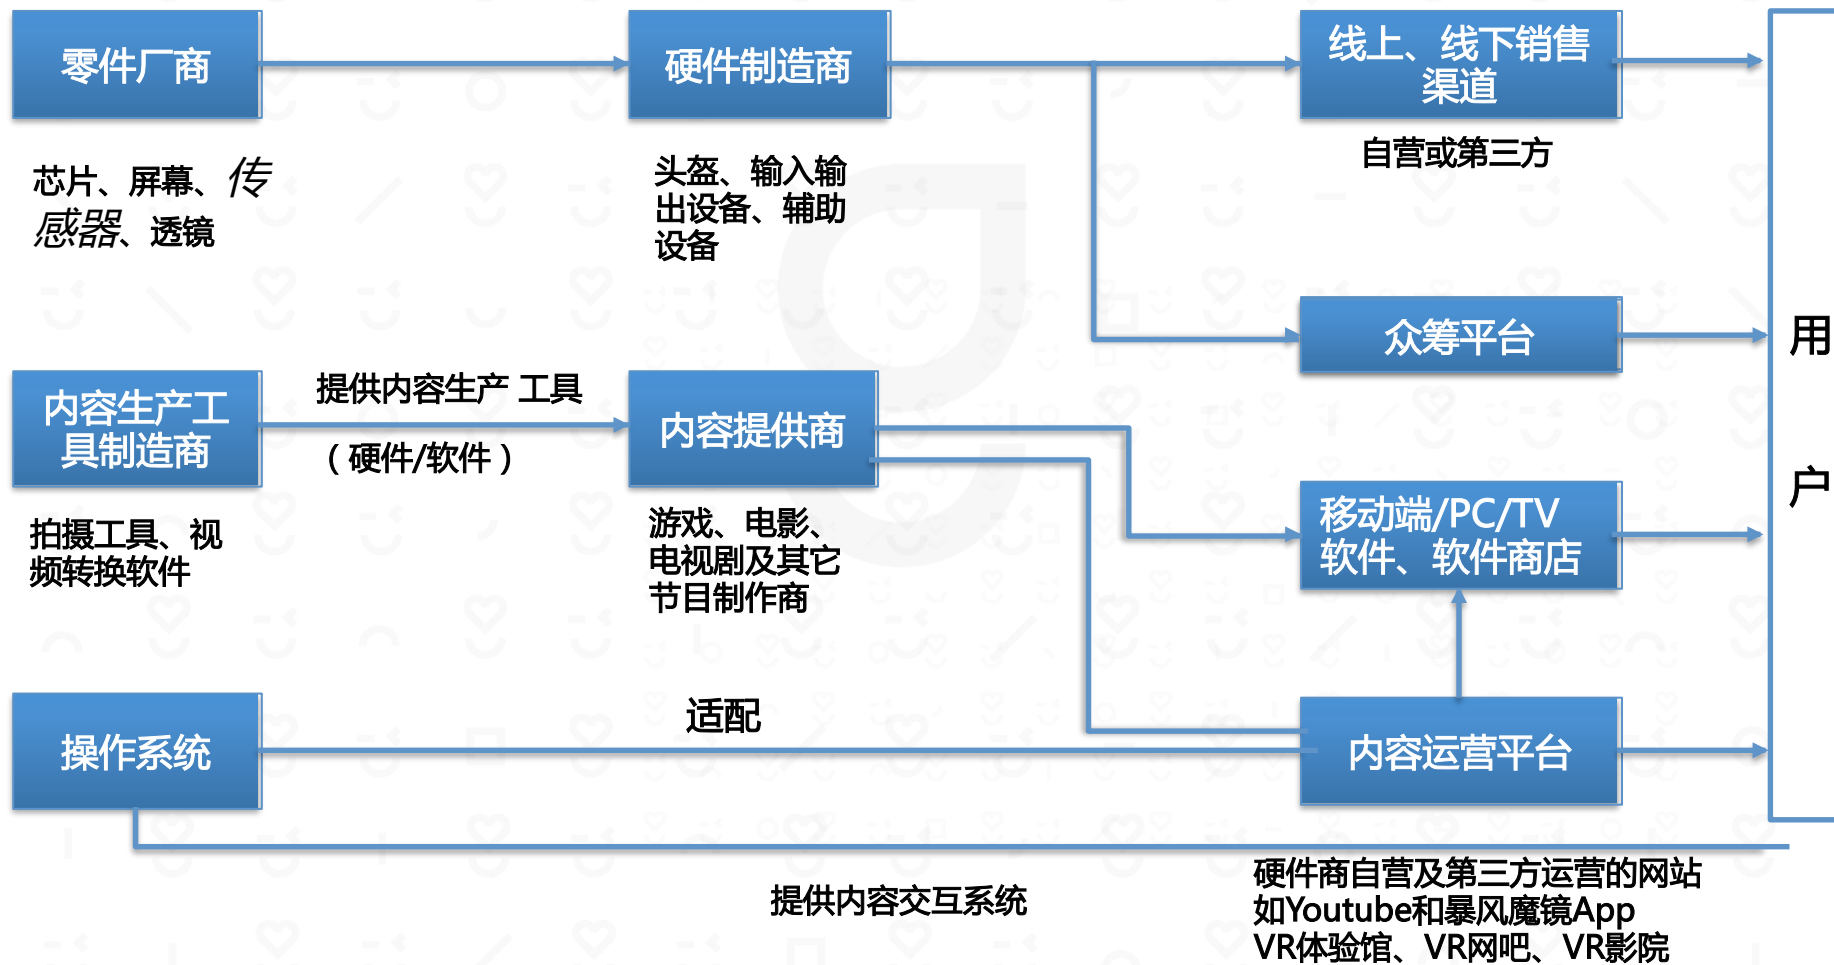 零件厂商
硬件制造商
线上、线下销售
渠道
芯片、屏幕、传
感器、透镜
头盔、输入输
出设备、辅助
设备
自营或第三方
众筹平台
用
户
内容生产工
具制造商
提供内容生产 工具
（硬件/软件）
内容提供商
拍摄工具、视
频转换软件
游戏、电影、
电视剧及其它
节目制作商
移动端/PC/TV
软件、软件商店
操作系统
适配
内容运营平台
提供内容交互系统
硬件商自营及第三方运营的网站
如Youtube和暴风魔镜App
VR体验馆、VR网吧、VR影院